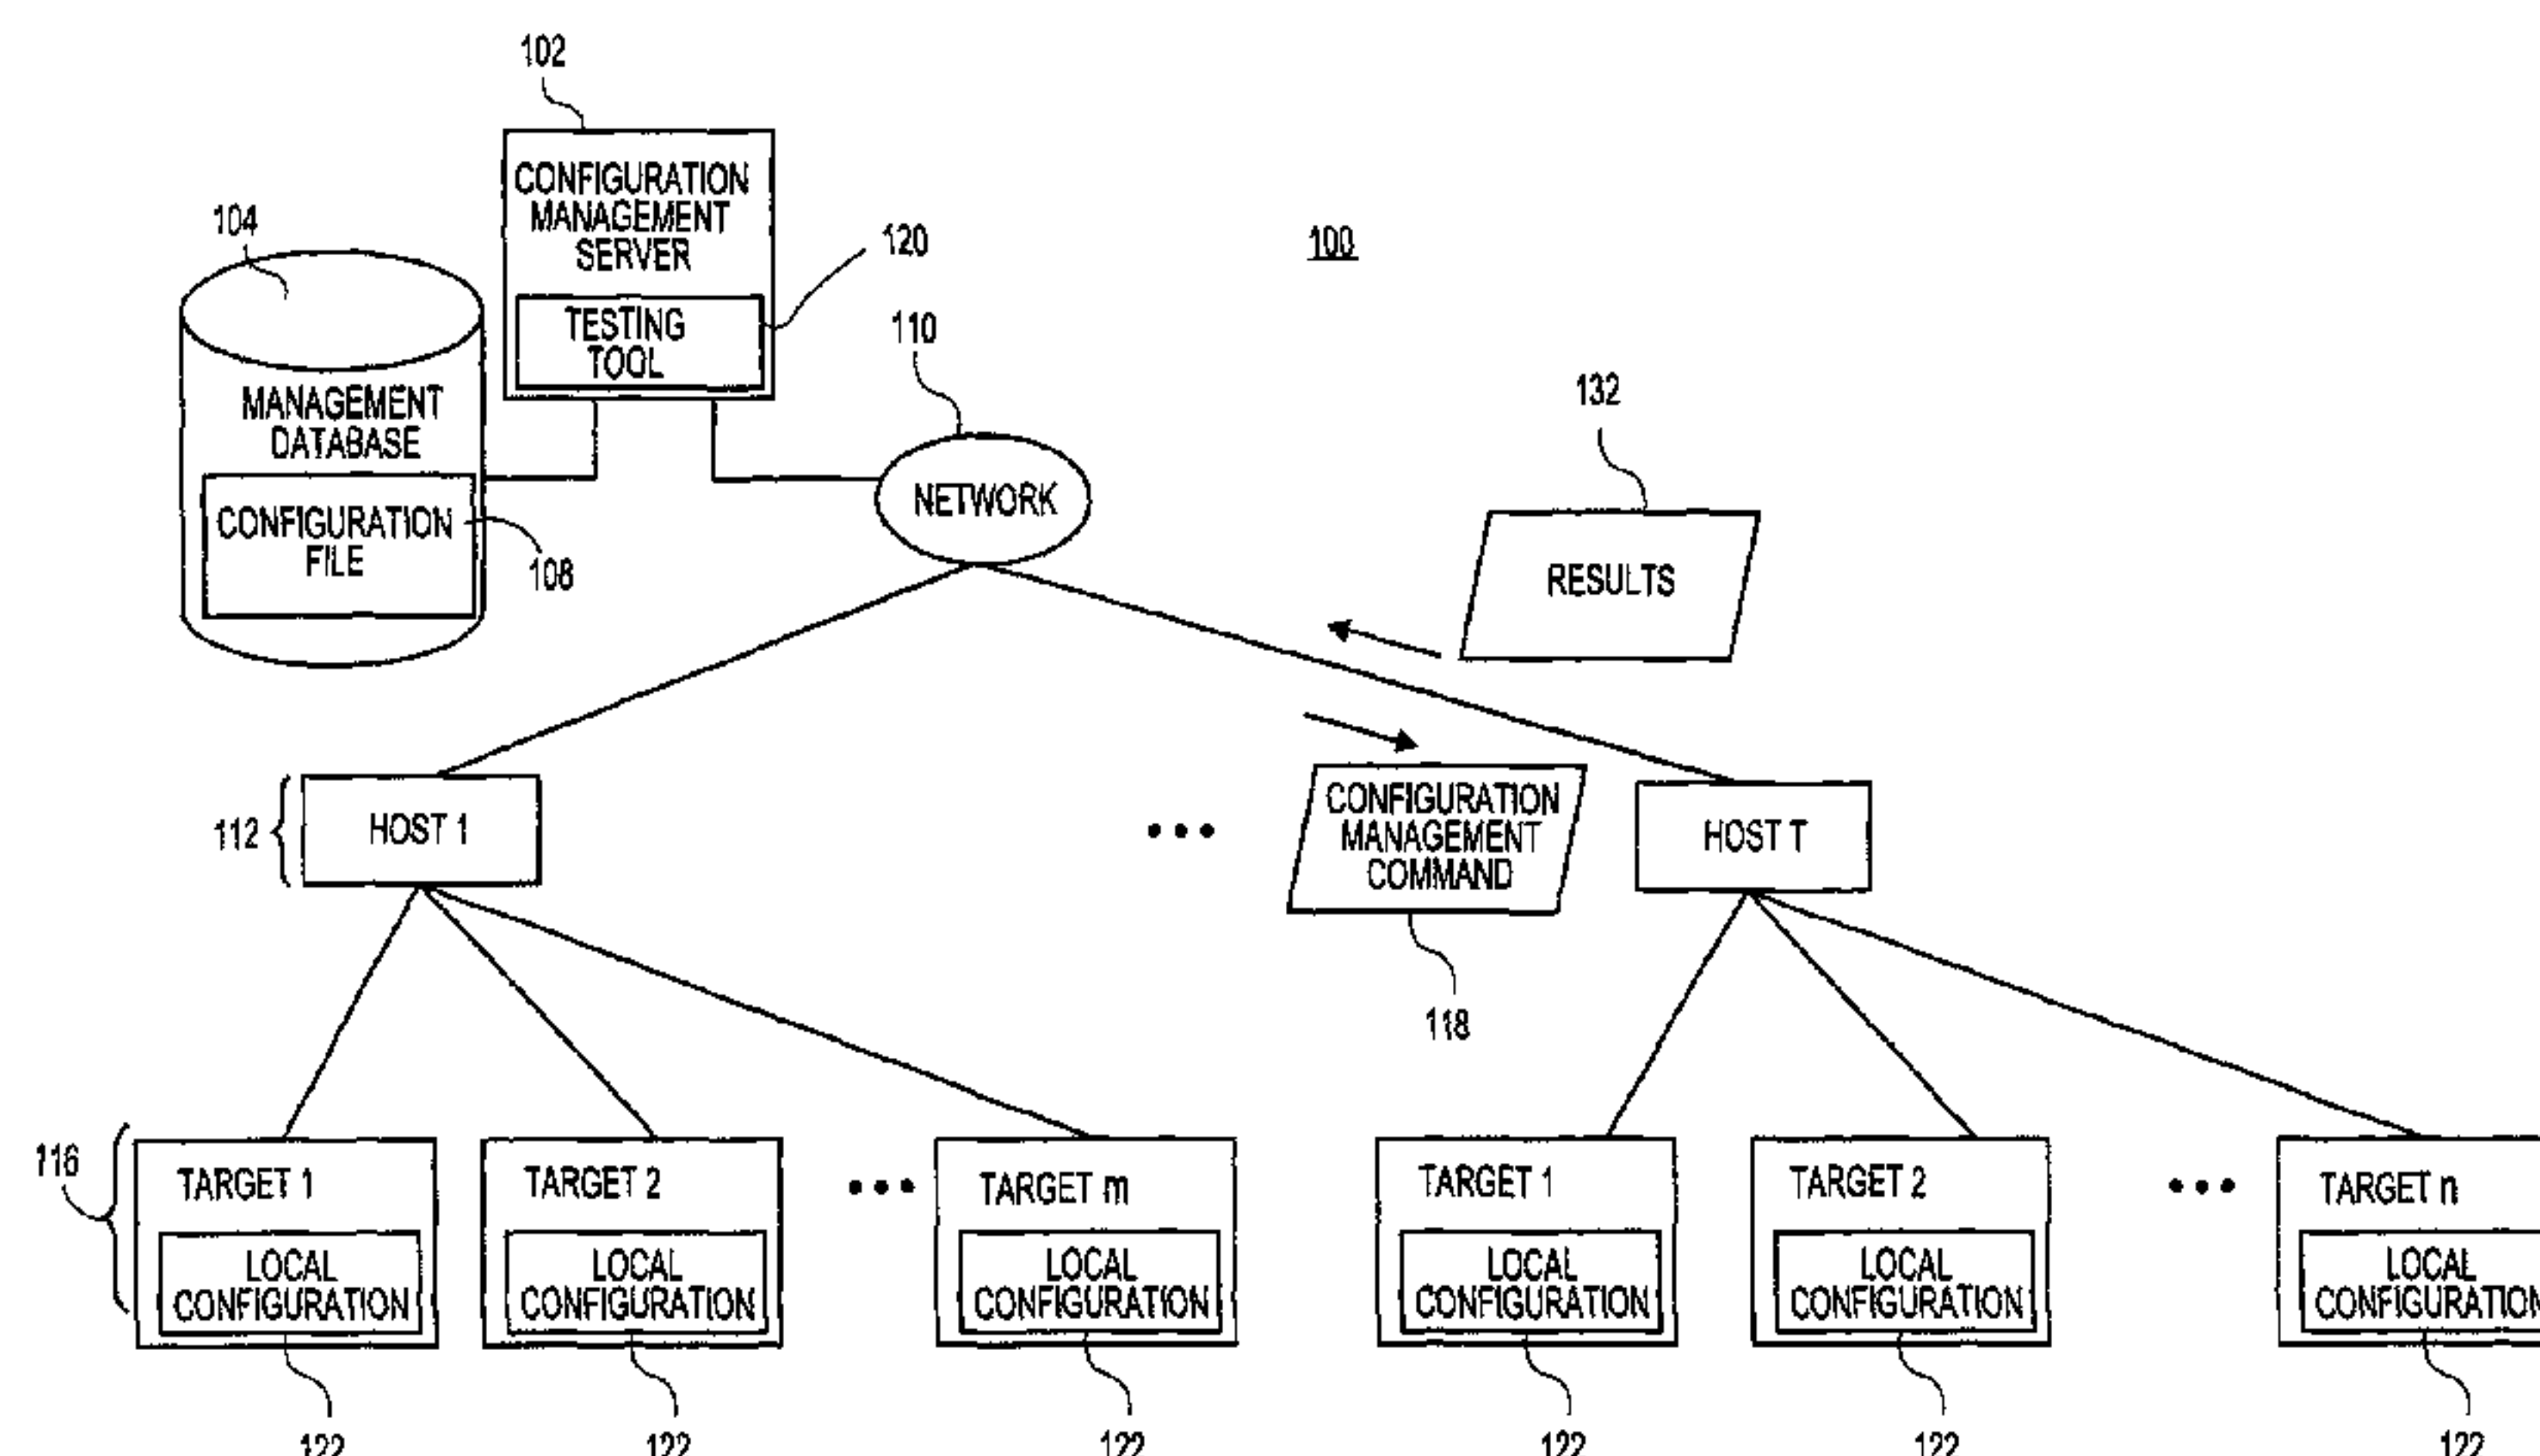 102
CONFIGURATION
MANAGEMENT
SERVER
104
120
100
TESTING
TOOL
110
132
MANAGEMENT
DATABASE
NETWORK
CONFIGURATION
FILE
108
RESULTS
112
HOST 1
CONFIGURATION
MANAGEMENT
COMMAND
HOST T
118
116
TARGET 1
TARGET 2
TARGET m
TARGET 1
TARGET 2
TARGET n
LOCAL
CONFIGURATION
LOCAL
CONFIGURATION
LOCAL
CONFIGURATION
LOCAL
CONFIGURATION
LOCAL
CONFIGURATION
LOCAL
CONFIGURATION
122
122
122
122
122
122